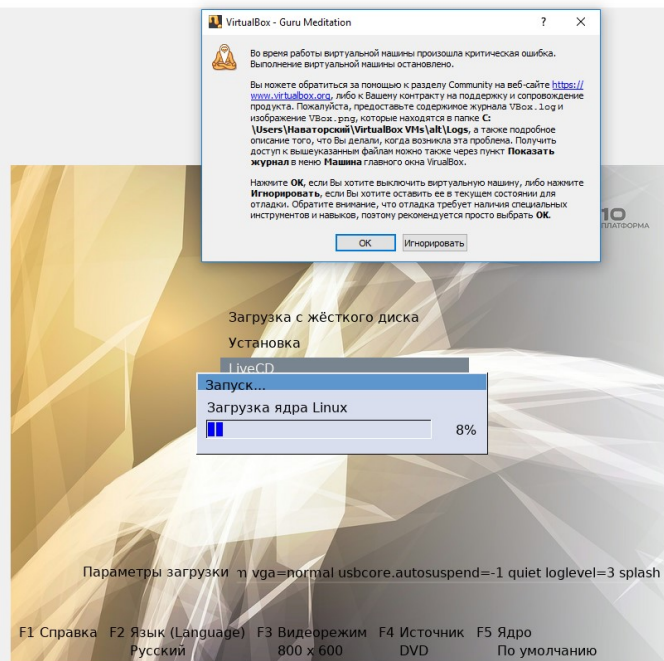 VirtualBox - Guru Meditation
Во время работы виртуальной машины произошла критическая ошибка.
Выполнение виртуальной машины остановлено.
Вы можете обратиться за помощью к разделу Community на веб-сайте https://
www.virtualbox.org, либо к Вашему контракту на поддержку и сопровождение
продукта. Пожалуйста, предоставьте содержимое журнала VBox.log и
изображение VBox.png, которые находятся в папке C:
\Users\Наваторский\VirtualBox VMs\alt\Logs, а также подробное
описание того, что Вы делали, когда возникла эта проблема. Получить
доступ к вышеуказанным файлам можно также через пункт Показать
журнал в меню Машина главного окна VirualBox.
Нажмите OK, если Вы хотите выключить виртуальную машину, либо нажмите
Игнорировать, если Вы хотите оставить ее в текущем состоянии для
отладки. Обратите внимание, что отладка требует наличия специальных
инструментов и навыков, поэтому рекомендуется просто выбрать OK.
OK Игнорировать
10
ПЛАТФОРМА
Загрузка с жёсткого диска
Установка
LiveCD
Запуск...
Загрузка ядра Linux
8%
Параметры загрузки m vga=normal usbcore.autosuspend=-1 quiet loglevel=3 splash
F1 Справка F2 Язык (Language) F3 Видеорежим F4 Источник F5 Ядро
Русский 800 x 600 DVD По умолчанию